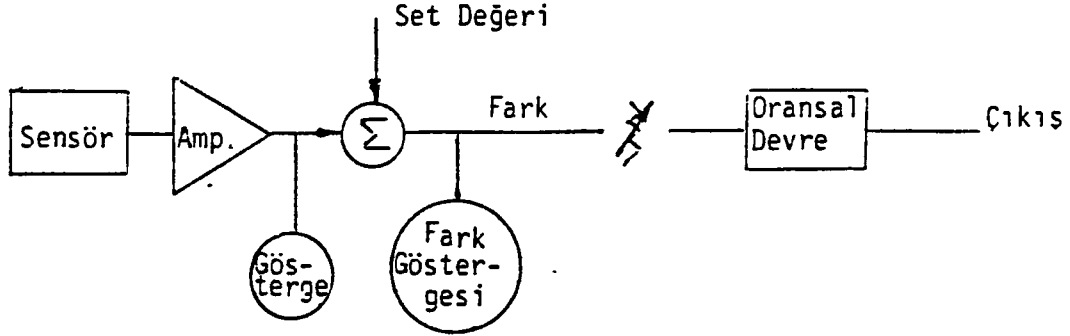 Set Değeri
Sensör
Amp.
Σ
Fark
Oransal
Devre
Çıkış
Gös-
terge
Fark
Göster-
gesi